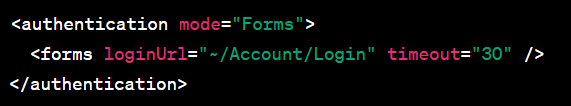 <authentication mode="Forms">
<forms loginUrl="~/Account/Login" timeout="30" />
</authentication>